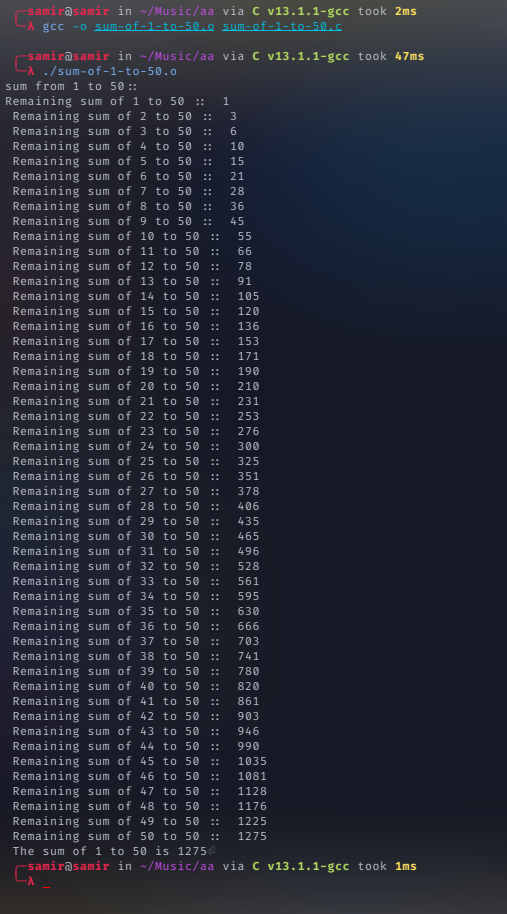 ╭─samir@samir in ~/Music/aa via C v13.1.1-gcc took 2ms
╰─λ gcc -o sum-of-1-to-50.o sum-of-1-to-50.c
╭─samir@samir in ~/Music/aa via C v13.1.1-gcc took 47ms
╰─λ ./sum-of-1-to-50.o
sum from 1 to 50::
Remaining sum of 1 to 50 ::  1
Remaining sum of 2 to 50 ::  3
Remaining sum of 3 to 50 ::  6
Remaining sum of 4 to 50 ::  10
Remaining sum of 5 to 50 ::  15
Remaining sum of 6 to 50 ::  21
Remaining sum of 7 to 50 ::  28
Remaining sum of 8 to 50 ::  36
Remaining sum of 9 to 50 ::  45
Remaining sum of 10 to 50 ::  55
Remaining sum of 11 to 50 ::  66
Remaining sum of 12 to 50 ::  78
Remaining sum of 13 to 50 ::  91
Remaining sum of 14 to 50 ::  105
Remaining sum of 15 to 50 ::  120
Remaining sum of 16 to 50 ::  136
Remaining sum of 17 to 50 ::  153
Remaining sum of 18 to 50 ::  171
Remaining sum of 19 to 50 ::  190
Remaining sum of 20 to 50 ::  210
Remaining sum of 21 to 50 ::  231
Remaining sum of 22 to 50 ::  253
Remaining sum of 23 to 50 ::  276
Remaining sum of 24 to 50 ::  300
Remaining sum of 25 to 50 ::  325
Remaining sum of 26 to 50 ::  351
Remaining sum of 27 to 50 ::  378
Remaining sum of 28 to 50 ::  406
Remaining sum of 29 to 50 ::  435
Remaining sum of 30 to 50 ::  465
Remaining sum of 31 to 50 ::  496
Remaining sum of 32 to 50 ::  528
Remaining sum of 33 to 50 ::  561
Remaining sum of 34 to 50 ::  595
Remaining sum of 35 to 50 ::  630
Remaining sum of 36 to 50 ::  666
Remaining sum of 37 to 50 ::  703
Remaining sum of 38 to 50 ::  741
Remaining sum of 39 to 50 ::  780
Remaining sum of 40 to 50 ::  820
Remaining sum of 41 to 50 ::  861
Remaining sum of 42 to 50 ::  903
Remaining sum of 43 to 50 ::  946
Remaining sum of 44 to 50 ::  990
Remaining sum of 45 to 50 ::  1035
Remaining sum of 46 to 50 ::  1081
Remaining sum of 47 to 50 ::  1128
Remaining sum of 48 to 50 ::  1176
Remaining sum of 49 to 50 ::  1225
Remaining sum of 50 to 50 ::  1275
The sum of 1 to 50 is 1275⏎
╭─samir@samir in ~/Music/aa via C v13.1.1-gcc took 1ms
╰─λ _